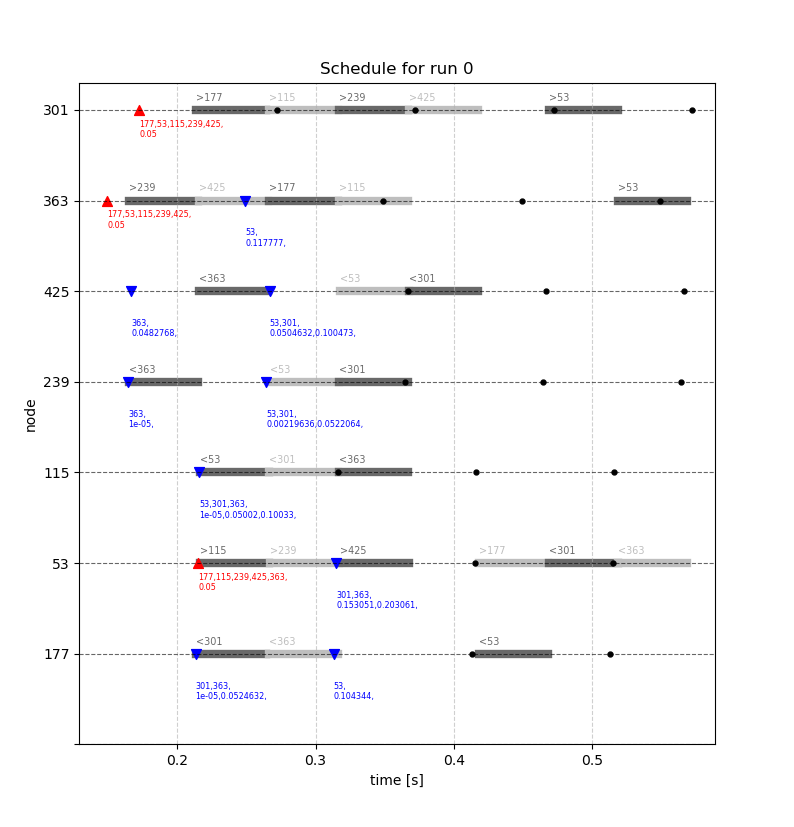 Schedule for run 0
>177 >115 >239 >425 >53
301
177,53,115,239,425,
0.05
>239 >425 >177 >115 >53
363
177,53,115,239,425,
0.05
53,
0.117777,
<363 <53 <301
425
363, 53,301,
0.0482768, 0.0504632,0.100473,
<363 <53 <301
239
363, 53,301,
1e-05, 0.00219636,0.0522064,
<53 <301 <363
115
53,301,363,
1e-05,0.05002,0.10033,
>115 >239 >425 >177 <301 <363
53
177,115,239,425,363,
0.05
301,363,
0.153051,0.203061,
<301 <363 <53
177
301,363, 53,
1e-05,0.0524632, 0.104344,
0.2 0.3 0.4 0.5
time [s]
node